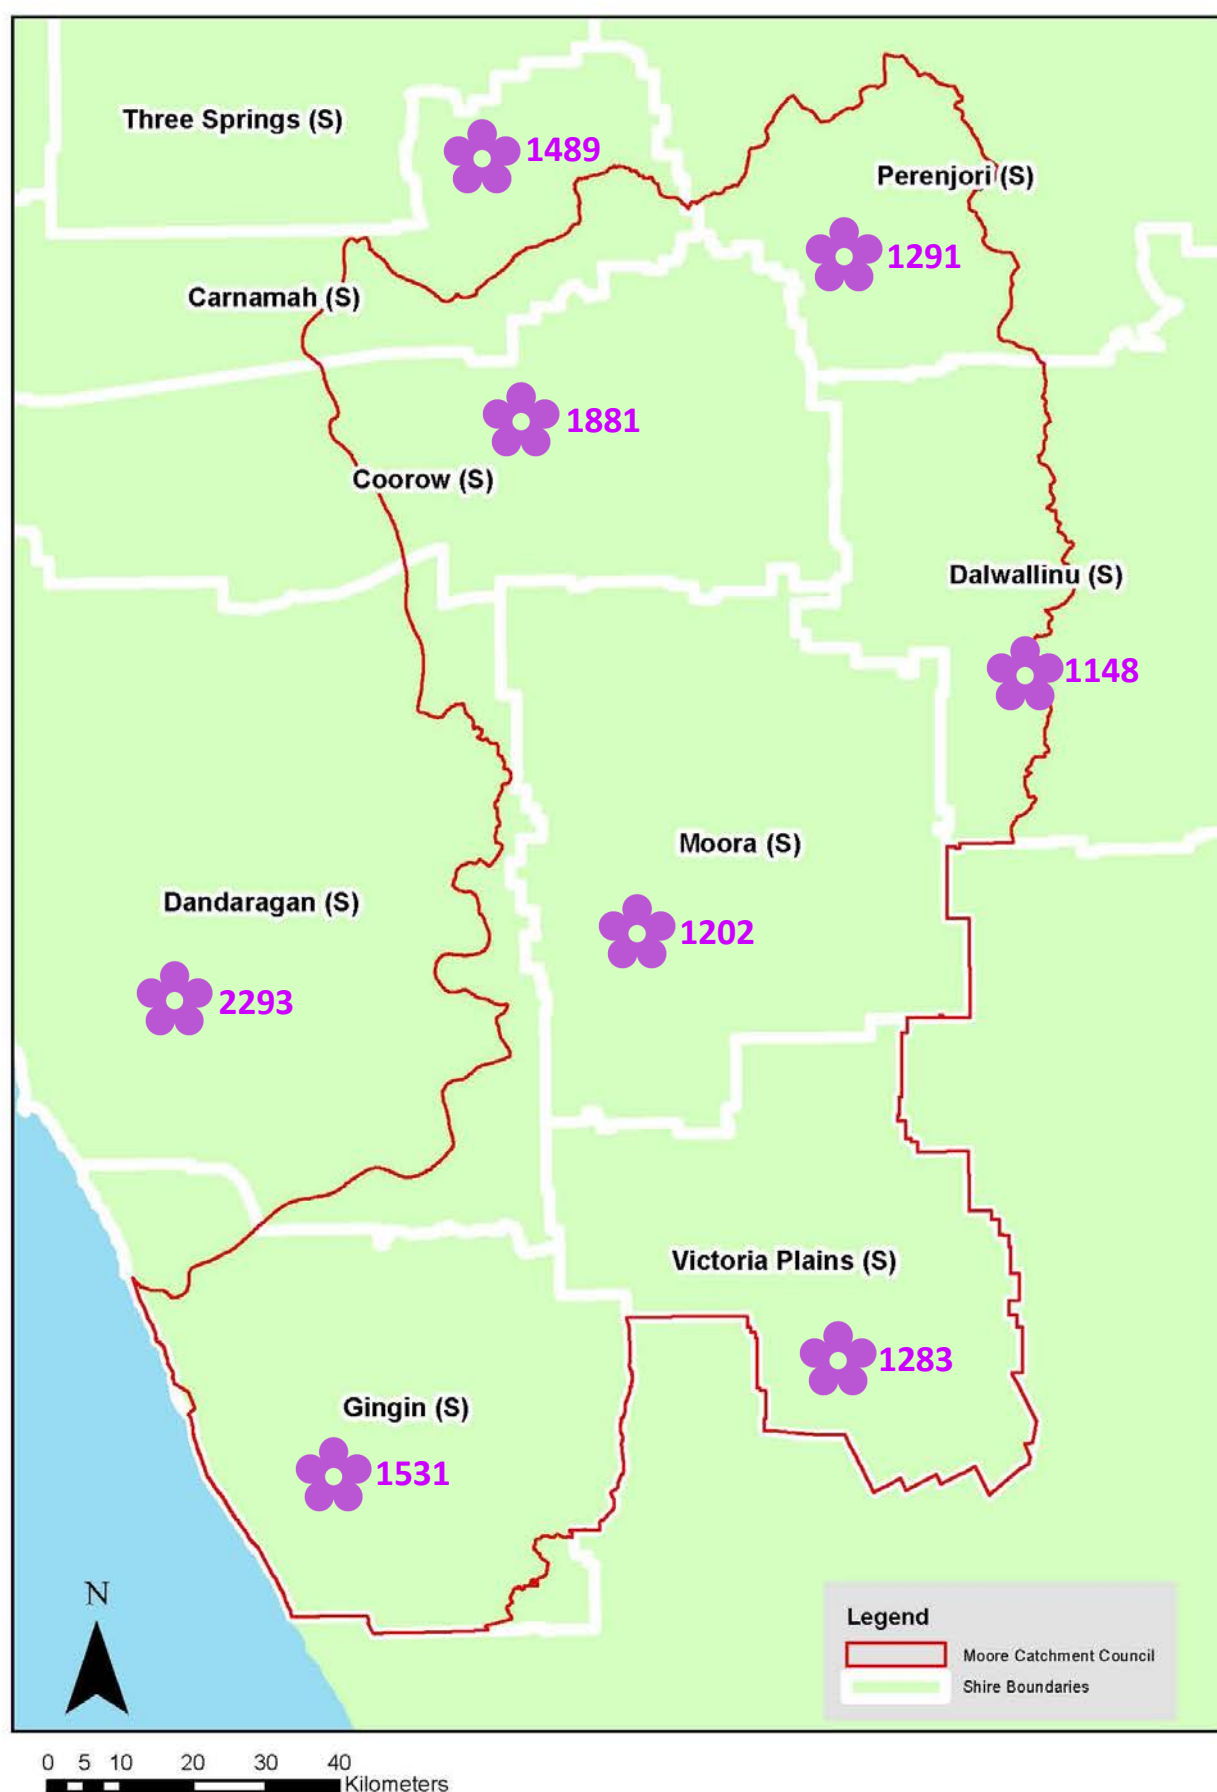 Three Springs (S)
1489
Perenjori (S)
1291
Carnamah (S)
1881
Coorow (S)
Dalwallinu (S)
1148
Moora (S)
Dandaragan (S)
1202
2293
Victoria Plains (S)
1283
Gingin (S)
1531
N
Legend
Moore Catchment Council
Shire Boundaries
0 5 10 20 30 40
Kilometers